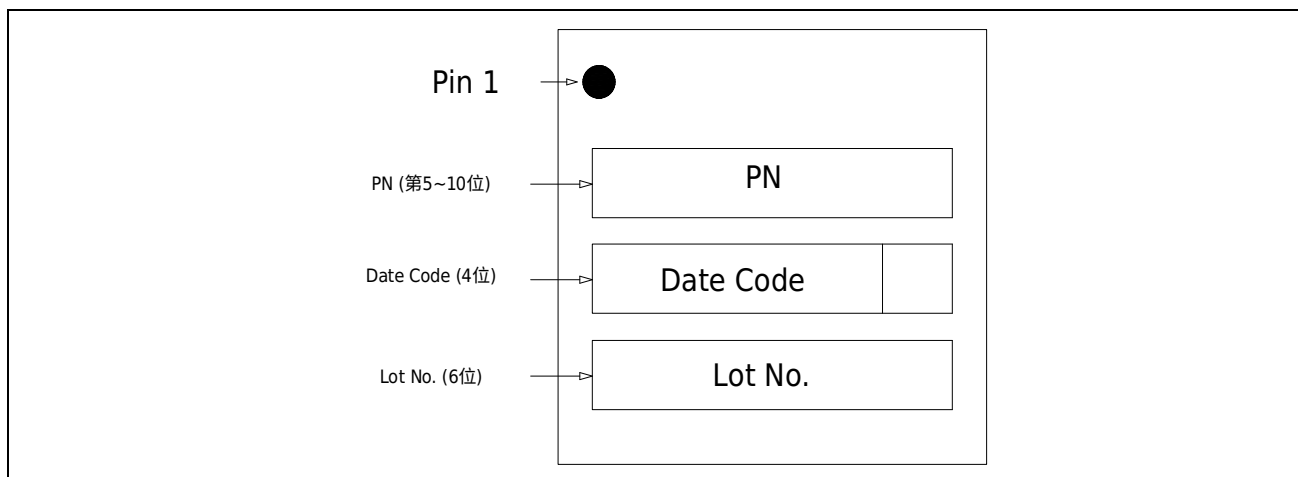 Pin 1
PN (第5~10位)
PN
Date Code (4位)
Date Code
Lot No. (6位)
Lot No.